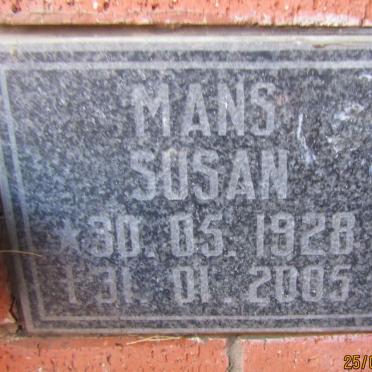 MANS
SUSAN
* 30. 05. 1928
† 31. 01. 2005
25/0